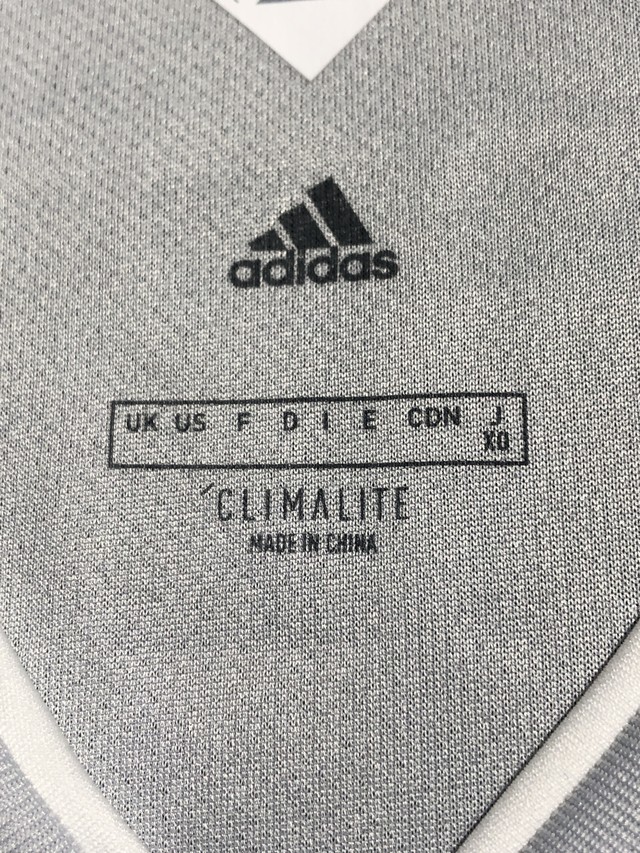 adidas
UK US F D I E CDN J
XO
CLIMALITE
MADE IN CHINA